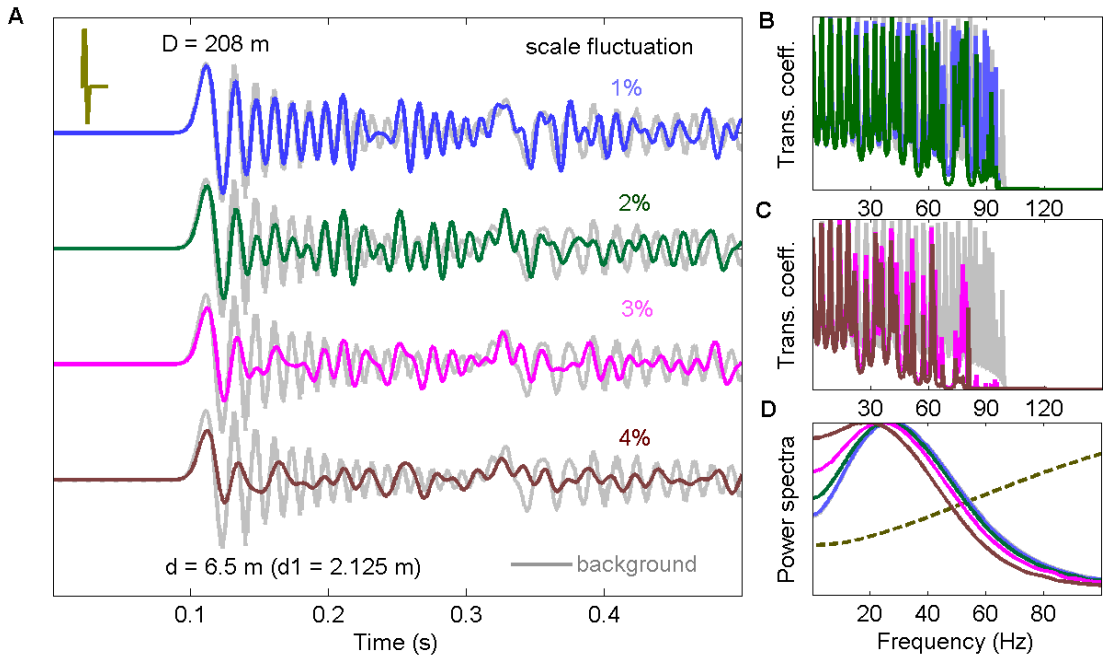 A
D = 208 m
scale fluctuation
1%
2%
3%
4%
d = 6.5 m (d1 = 2.125 m)
background
0.1 0.2 0.3 0.4
Time (s)
B
Trans. coeff.
30 60 90 120
C
Trans. coeff.
30 60 90 120
D
Power spectra
20 40 60 80
Frequency (Hz)